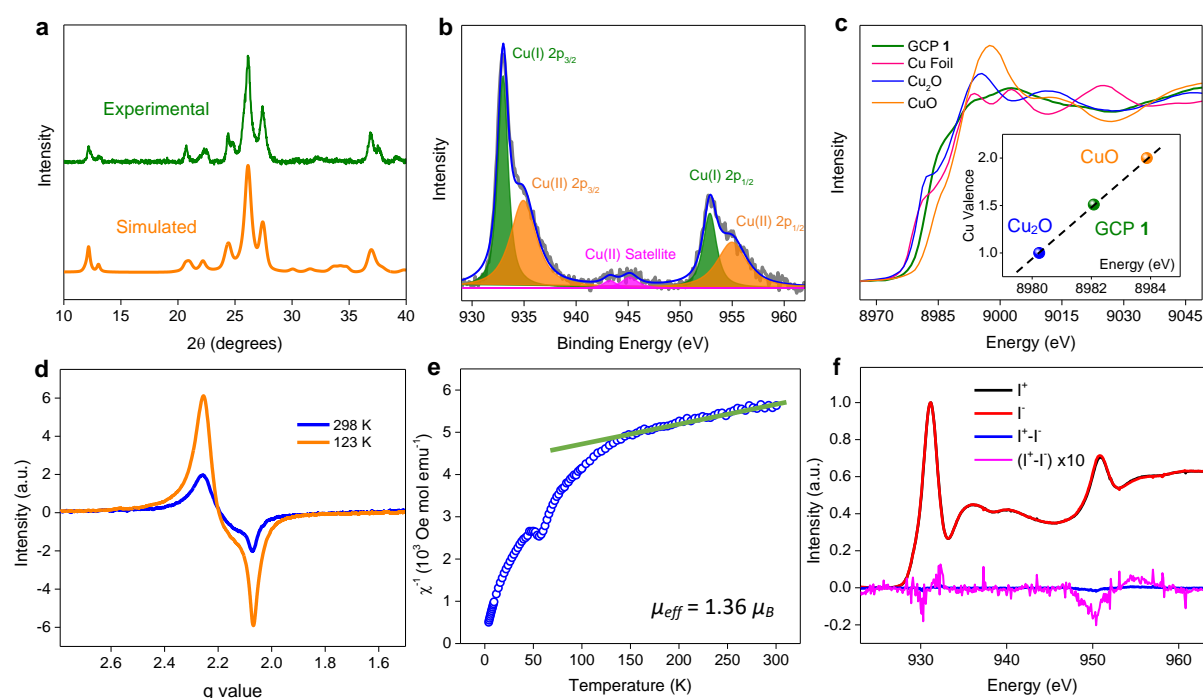 a
Experimental
Simulated
Intensity
10 15 20 25 30 35 40
2θ (degrees)
b
Cu(I) 2p3/2
Cu(II) 2p3/2
Cu(I) 2p1/2
Cu(II) 2p1/2
Cu(II) Satellite
Intensity
930 935 940 945 950 955 960
Binding Energy (eV)
c
GCP 1
Cu Foil
Cu2O
CuO
Intensity
CuO
Cu2O
GCP 1
Cu Valence
2.0
1.5
1.0
Energy (eV)
8980 8982 8984
8970 8985 9000 9015 9030 9045
Energy (eV)
d
298 K
123 K
Intensity (a.u.)
6
4
2
0
-2
-4
-6
2.6 2.4 2.2 2.0 1.8 1.6
g value
e
χ-1 (103 Oe mol emu-1)
6
5
4
3
2
1
0
μeff = 1.36 μB
0 50 100 150 200 250 300
Temperature (K)
f
I+
I-
I+-I-
(I+-I-) x10
Intensity (a.u.)
1.0
0.8
0.6
0.4
0.2
0.0
-0.2
930 940 950 960
Energy (eV)